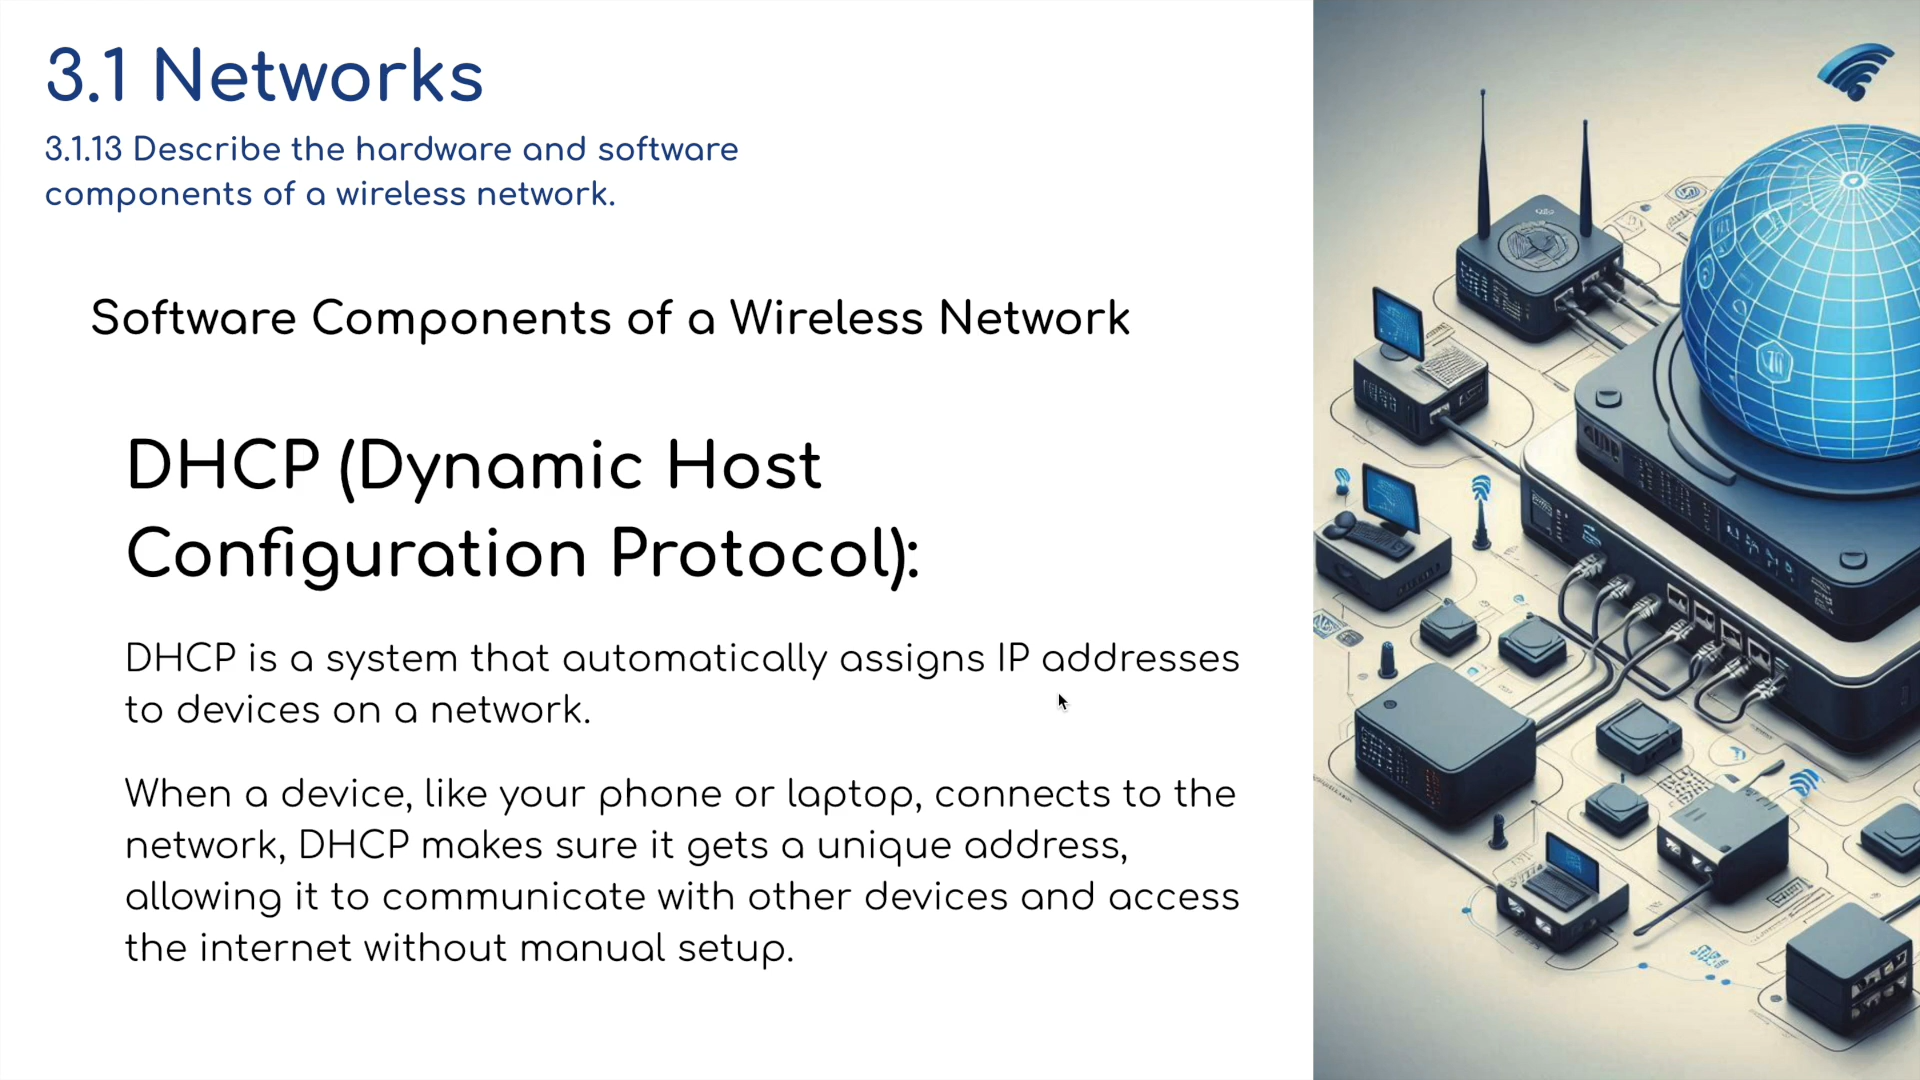 3.1 Networks
3.1.13 Describe the hardware and software
components of a wireless network.
Software Components of a Wireless Network
DHCP (Dynamic Host
Configuration Protocol):
DHCP is a system that automatically assigns IP addresses
to devices on a network.
When a device, like your phone or laptop, connects to the
network, DHCP makes sure it gets a unique address,
allowing it to communicate with other devices and access
the internet without manual setup.